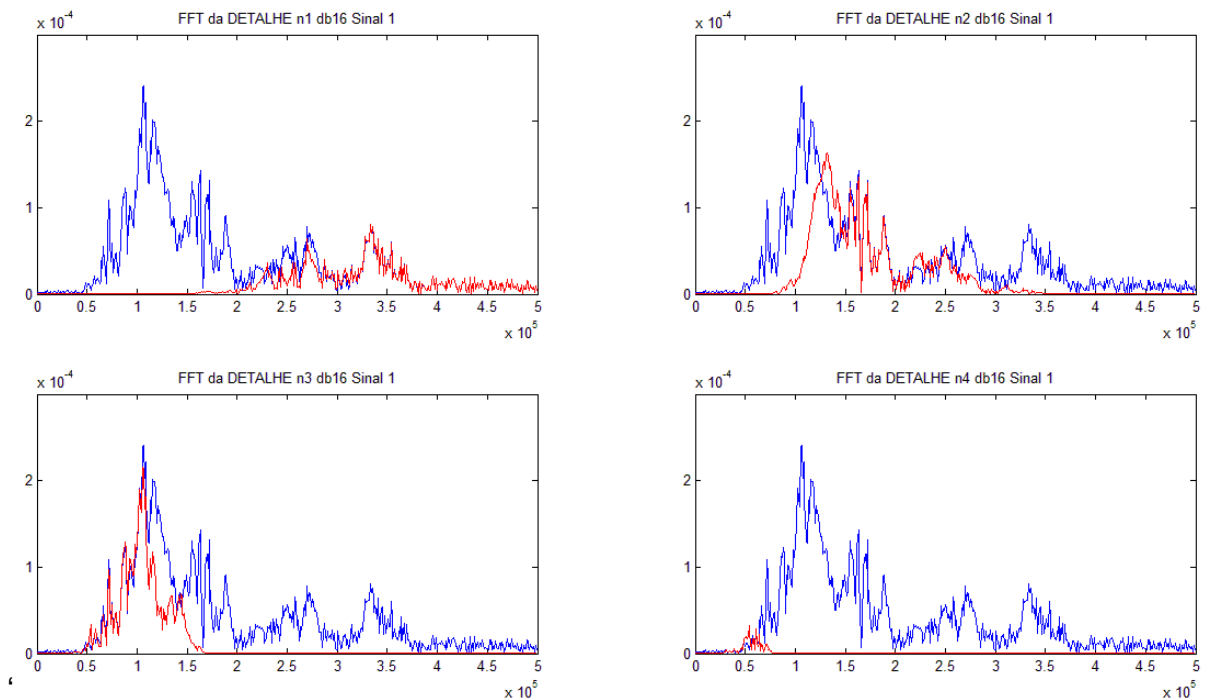 x 10-4
FFT da DETALHE n1 db16 Sinal 1
2
1
0
0 0.5 1 1.5 2 2.5 3 3.5 4 4.5 5
x 10^5
x 10-4
FFT da DETALHE n2 db16 Sinal 1
2
1
0
0 0.5 1 1.5 2 2.5 3 3.5 4 4.5 5
x 10^5
x 10-4
FFT da DETALHE n3 db16 Sinal 1
2
1
0
0 0.5 1 1.5 2 2.5 3 3.5 4 4.5 5
x 10^5
x 10-4
FFT da DETALHE n4 db16 Sinal 1
2
1
0
0 0.5 1 1.5 2 2.5 3 3.5 4 4.5 5
x 10^5
‘